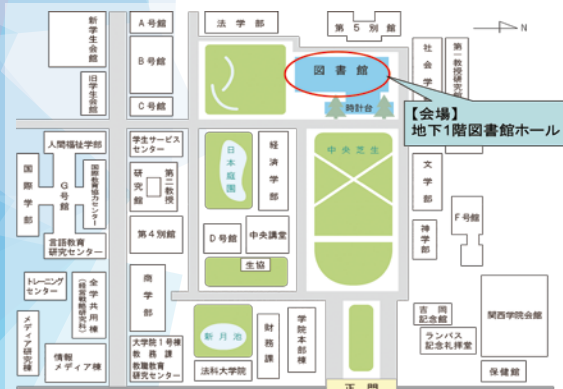 新学生会館
A号館
法学部
第5別館
N
B号館
旧学生会館
C号館
図書館
時計台
社会学
第一教授研究
【会場】
地下1階図書館ホール
人間福祉学部
国際学部
G号館
国際教育協力センター
言語教育
研究センター
学生サービス
センター
研究館
第二教授
日本庭園
経済学部
中央芝生
文学部
第4別館
D号館
中央講堂
生協
神学部
F号館
トレーニング
センター
全学共用棟
(経営戦略研究科)
商学部
メディア研究棟
情報
メディア棟
大学院1号棟
教務課
教職教育
研究センター
新月池
法科大学院
財務課
学院本部棟
吉岡
記念館
ランバス
記念礼拝堂
関西学院会館
保健館
正門